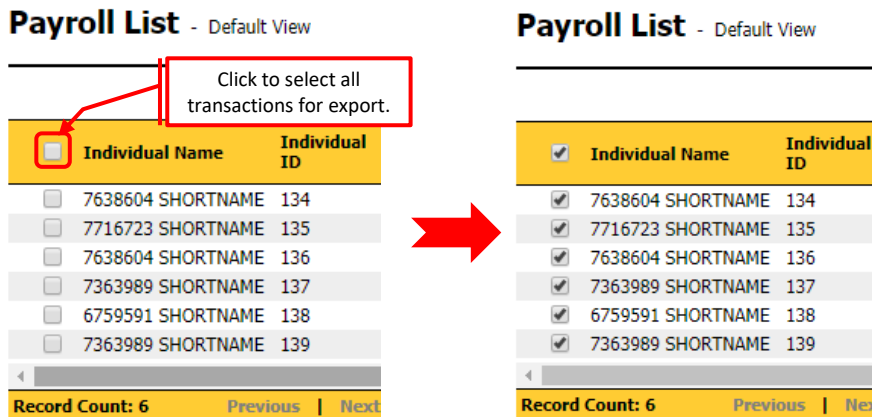 Payroll List - Default View
Click to select all
transactions for export.
Individual Name Individual
ID
7638604 SHORTNAME 134
7716723 SHORTNAME 135
7638604 SHORTNAME 136
7363989 SHORTNAME 137
6759591 SHORTNAME 138
7363989 SHORTNAME 139
Record Count: 6 Previous | Next
Payroll List - Default View
Individual Name Individual
ID
7638604 SHORTNAME 134
7716723 SHORTNAME 135
7638604 SHORTNAME 136
7363989 SHORTNAME 137
6759591 SHORTNAME 138
7363989 SHORTNAME 139
Record Count: 6 Previous | Nex